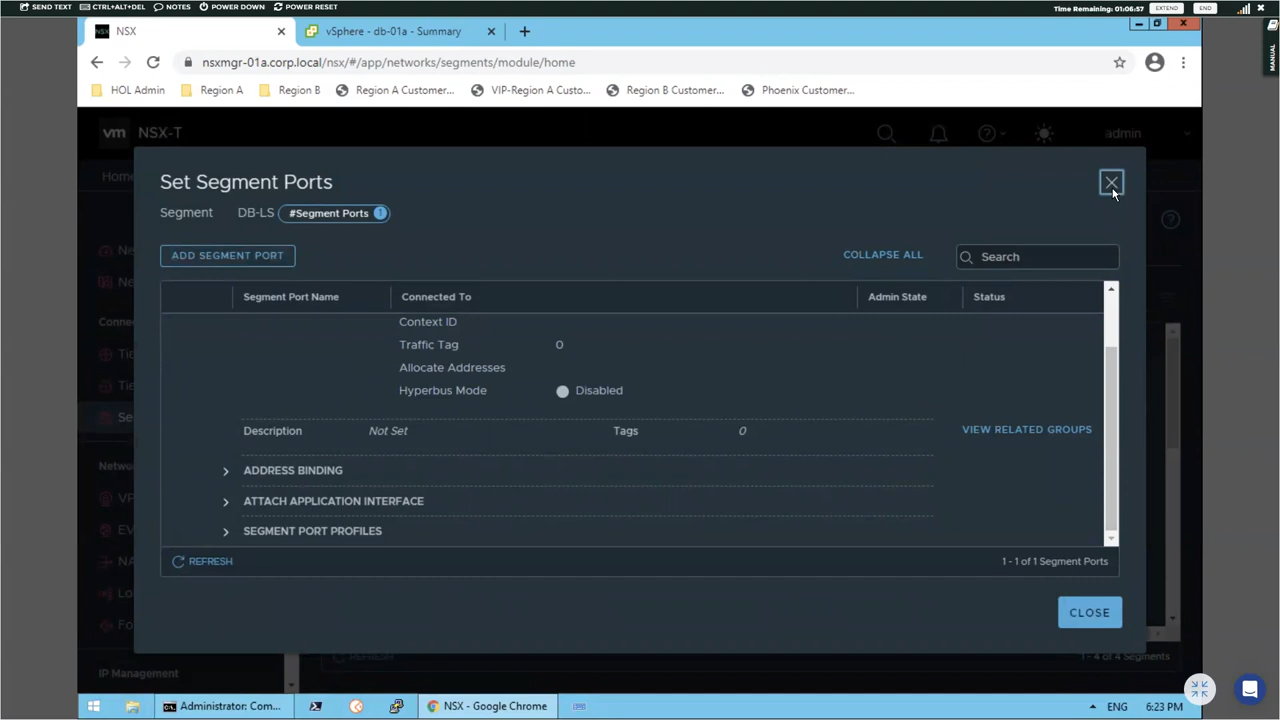 SEND TEXT CTRL+ALT+DEL NOTES POWER DOWN POWER RESET Time Remaining: 01:06:57 EXTEND END
MANUAL
NSX NSX vSphere - db-01a - Summary
nsxmgr-01a.corp.local/nsx/#/app/networks/segments/module/home
HOL Admin Region A Region B Region A Customer... VIP-Region A Custo... Region B Customer... Phoenix Customer...
vm NSX-T admin
Home
Set Segment Ports
Segment DB-LS #Segment Ports 1
ADD SEGMENT PORT COLLAPSE ALL Search
Segment Port Name Connected To Admin State Status
Context ID
Traffic Tag 0
Allocate Addresses
Hyperbus Mode Disabled
Description Not Set Tags 0 VIEW RELATED GROUPS
ADDRESS BINDING
ATTACH APPLICATION INTERFACE
SEGMENT PORT PROFILES
REFRESH 1 - 1 of 1 Segment Ports
CLOSE
REFRESH 1 - 4 of 4 Segments
IP Management
Administrator: Com... NSX - Google Chrome ENG 6:23 PM